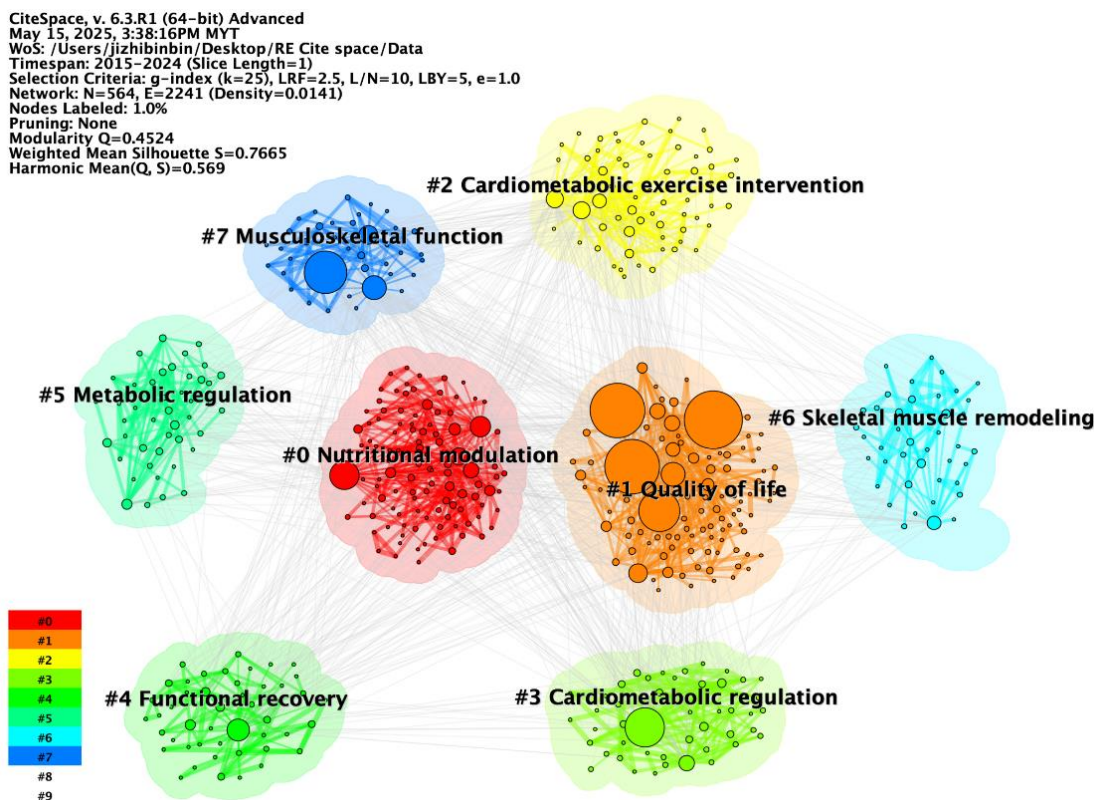 CiteSpace, v. 6.3.R1 (64-bit) Advanced
May 15, 2025, 3:38:16PM MYT
WoS: /Users/jizhibinbin/Desktop/RE Cite space/Data
Timespan: 2015-2024 (Slice Length=1)
Selection Criteria: g-index (k=25), LRF=2.5, L/N=10, LBY=5, e=1.0
Network: N=564, E=2241 (Density=0.0141)
Nodes Labeled: 1.0%
Pruning: None
Modularity Q=0.4524
Weighted Mean Silhouette S=0.7665
Harmonic Mean(Q, S)=0.569
#2 Cardiometabolic exercise intervention
#7 Musculoskeletal function
#5 Metabolic regulation
#6 Skeletal muscle remodeling
#0 Nutritional modulation
#1 Quality of life
#4 Functional recovery
#3 Cardiometabolic regulation
#0
#1
#2
#3
#4
#5
#6
#7
#8
#9